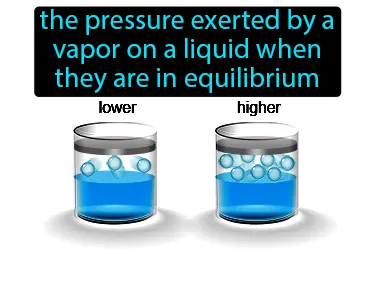 the pressure exerted by a
vapor on a liquid when
they are in equilibrium
lower
higher